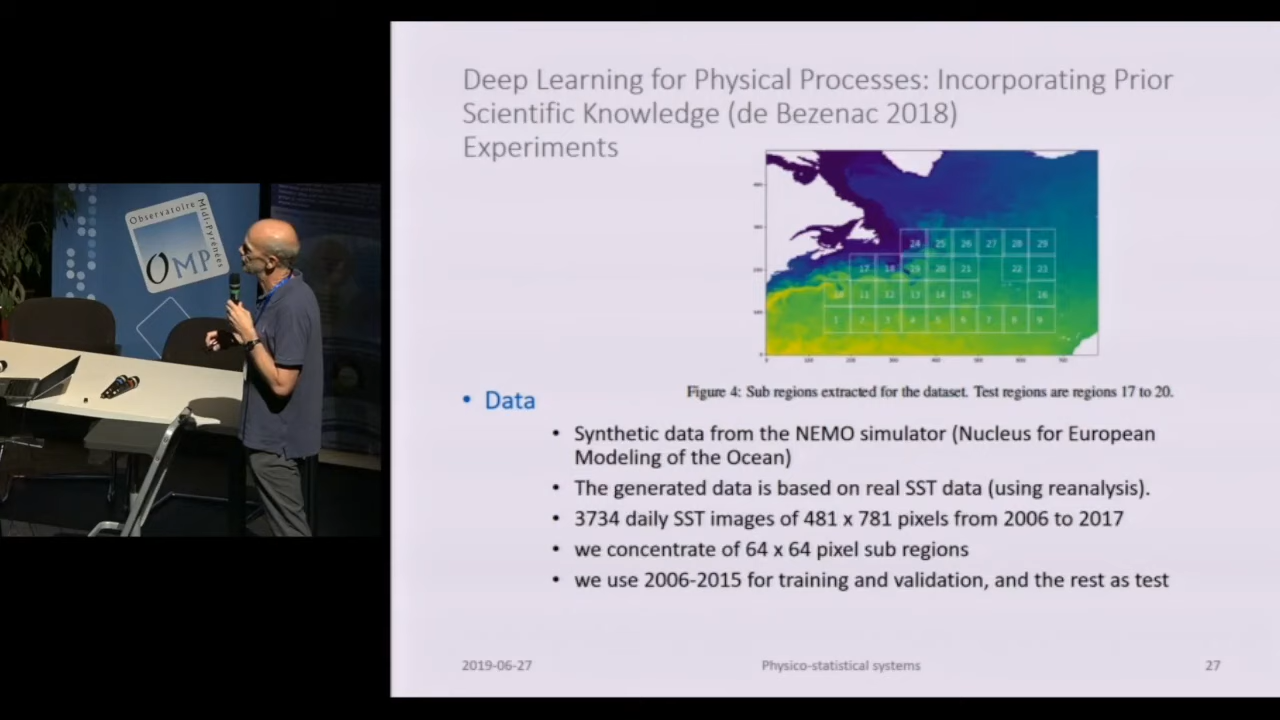 Deep Learning for Physical Processes: Incorporating Prior
Scientific Knowledge (de Bezenac 2018)
Experiments
24 25 26 27 28 29
17 18 19 20 21 22 23
10 11 12 13 14 15 16
1 2 3 4 5 6 7 8 9
Figure 4: Sub regions extracted for the dataset. Test regions are regions 17 to 20.
• Data
• Synthetic data from the NEMO simulator (Nucleus for European
Modeling of the Ocean)
• The generated data is based on real SST data (using reanalysis).
• 3734 daily SST images of 481 x 781 pixels from 2006 to 2017
• we concentrate of 64 x 64 pixel sub regions
• we use 2006-2015 for training and validation, and the rest as test
2019-06-27 Physico-statistical systems 27
Observatoire
Midi-Pyrénées
OMP